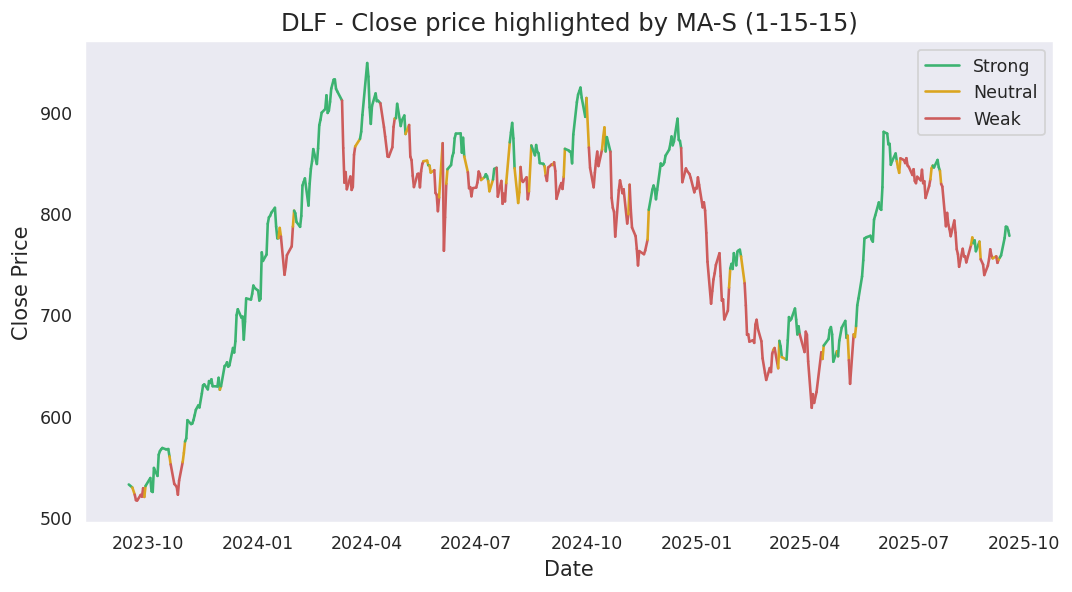 DLF - Close price highlighted by MA-S (1-15-15)
Strong
Neutral
Weak
Close Price
900
800
700
600
500
2023-10
2024-01
2024-04
2024-07
2024-10
2025-01
2025-04
2025-07
2025-10
Date